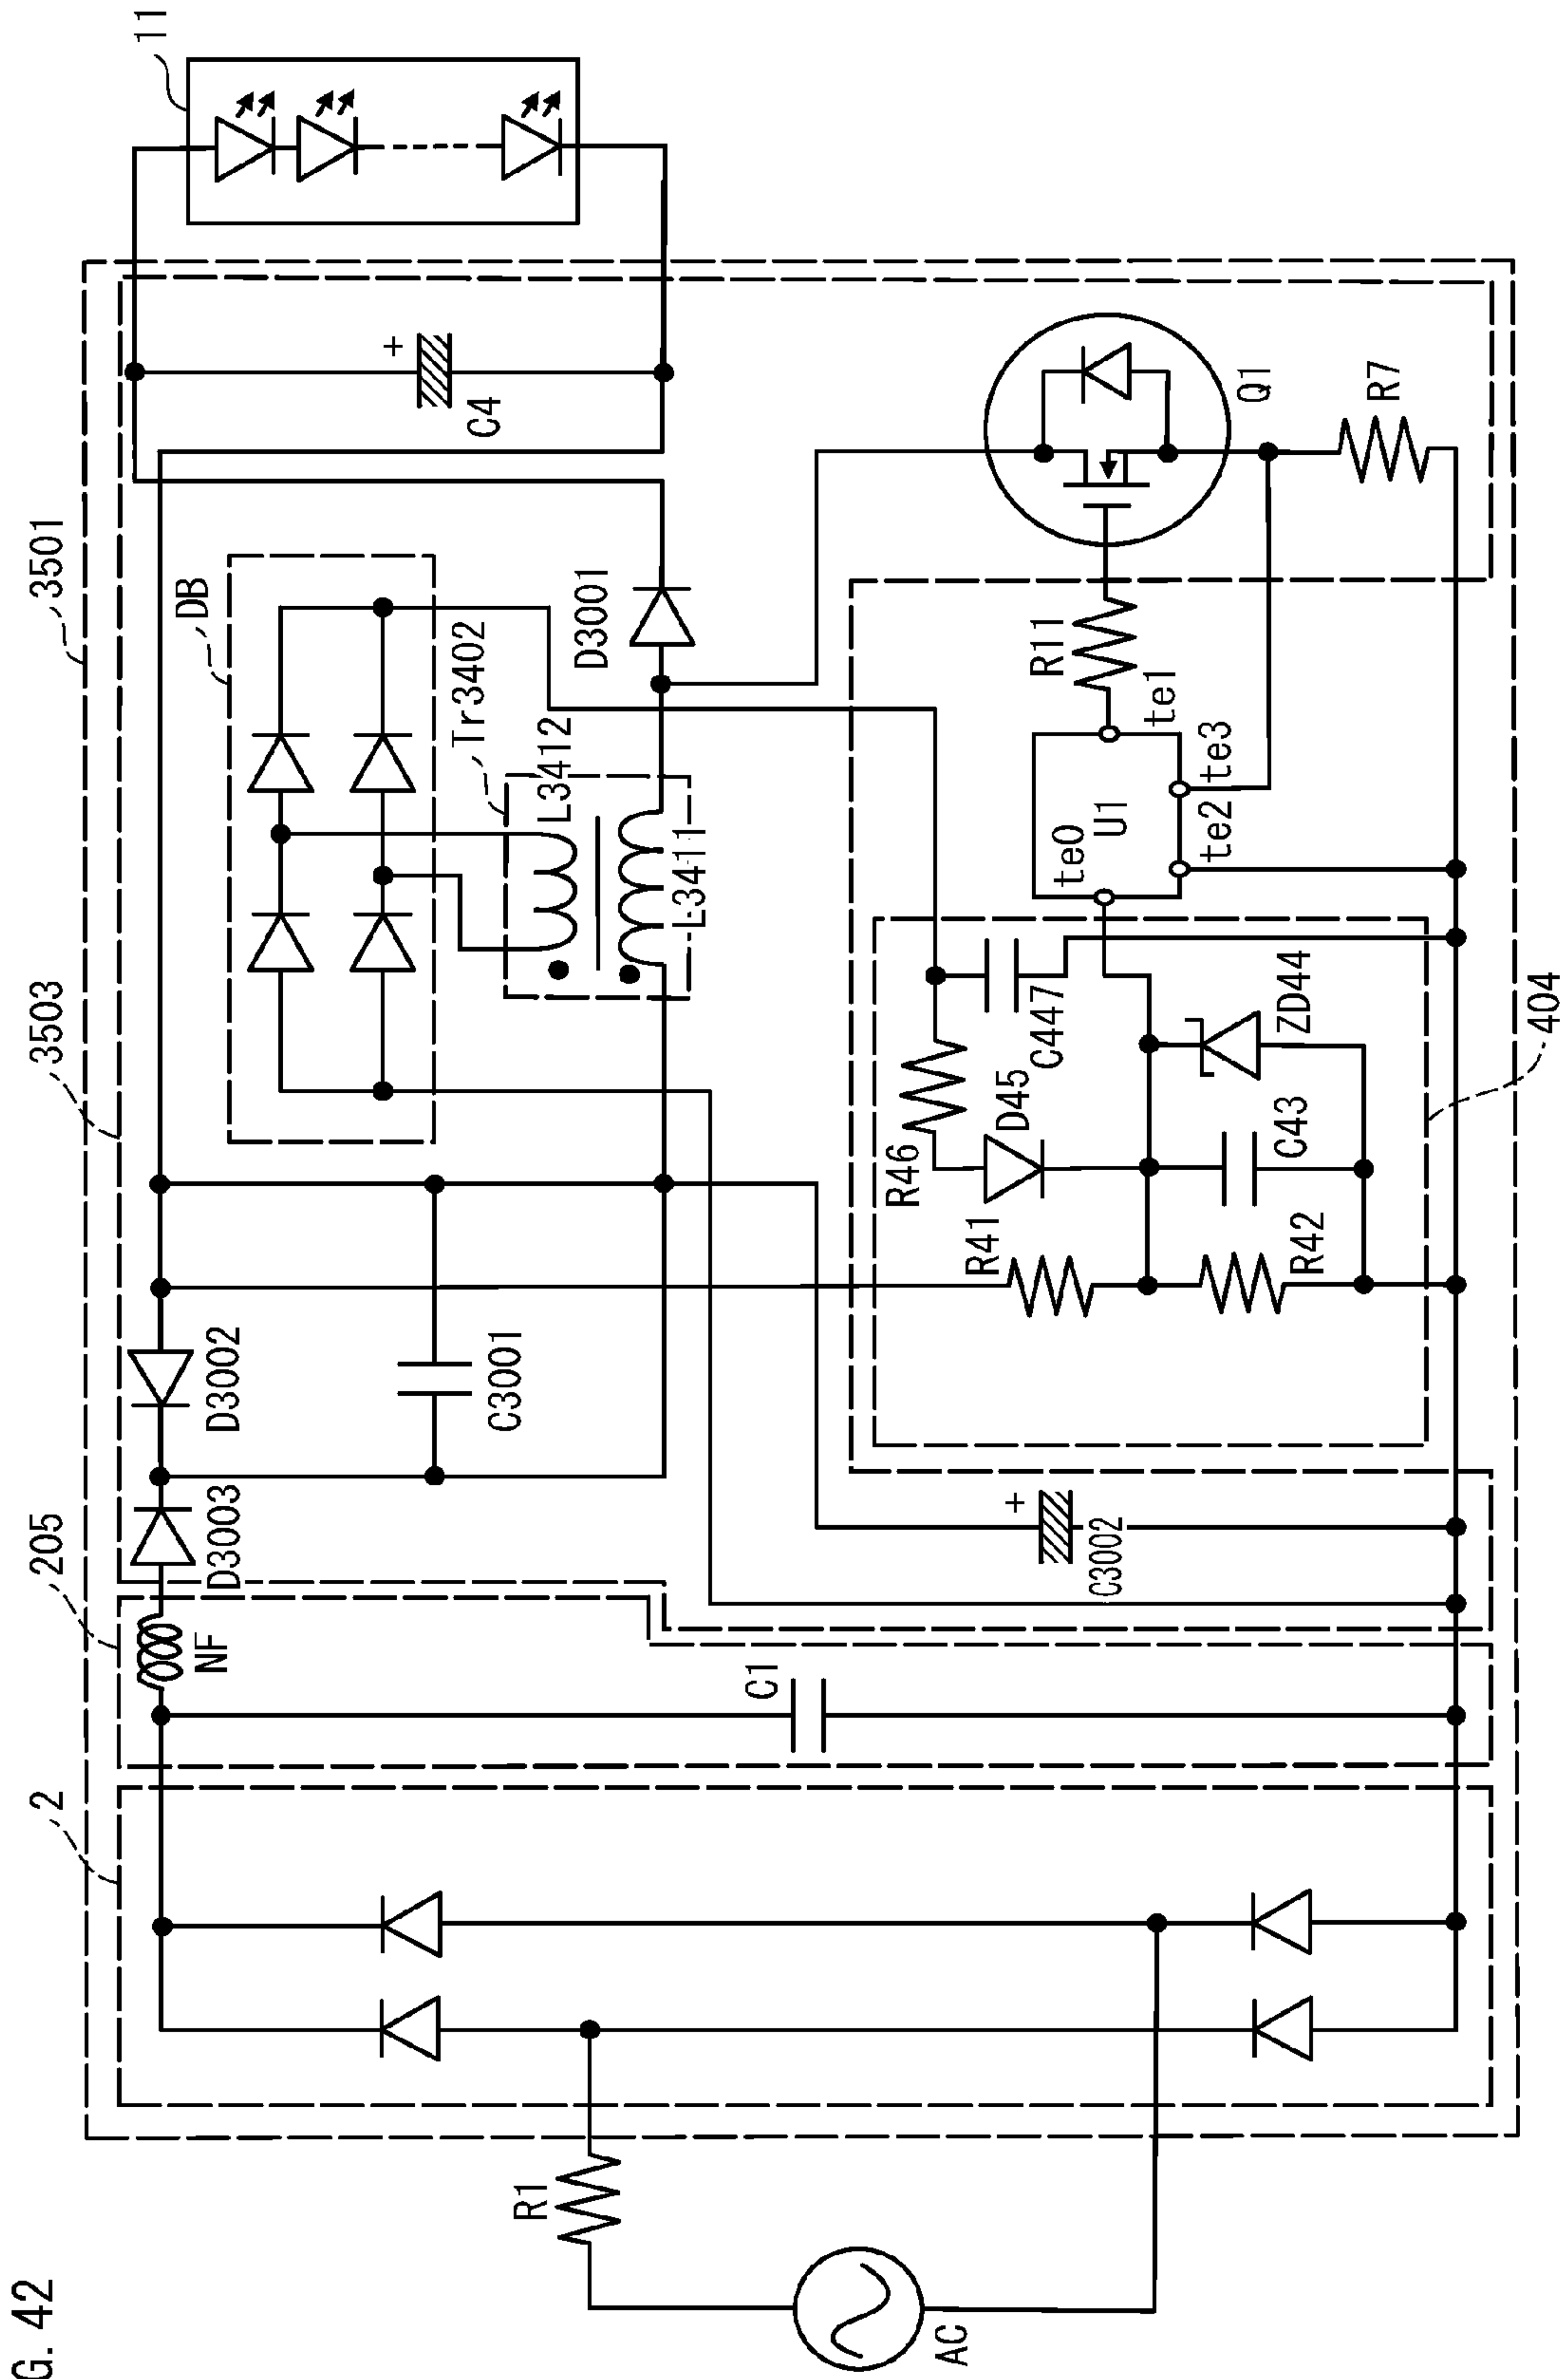 G. 42
3501
3503
205
2
11
DB
Tr3402
L3412
L3411
D3001
D3002
D3003
NF
C3001
C4
+
C1
R1
AC
C3002
+
R41
R42
R46
D45
C447
C43
ZD44
404
te0
U1
te1
te2
te3
R11
Q1
R7